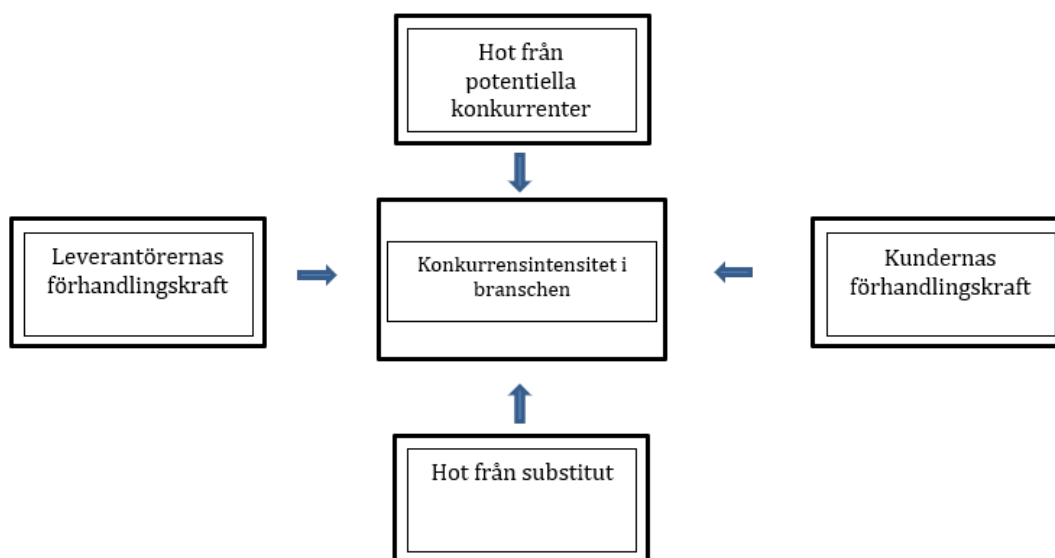 Hot från
potentiella
konkurrenter
Leverantörernas
förhandlingskraft
Konkurrensintensitet i
branschen
Kundernas
förhandlingskraft
Hot från substitut